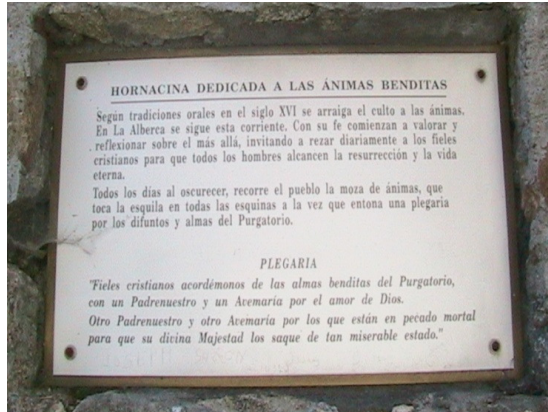 HORNACINA DEDICADA A LAS ÁNIMAS BENDITAS
Según tradiciones orales en el siglo XVI se arraiga el culto a las ánimas.
En La Alberca se sigue esta corriente. Con su fe comienzan a valorar y
reflexionar sobre el más allá, invitando a rezar diariamente a los fieles
cristianos para que todos los hombres alcancen la resurrección y la vida
eterna.
Todos los días al oscurecer, recorre el pueblo la moza de ánimas, que
toca la esquila en todas las esquinas a la vez que entona una plegaria
por los difuntos y almas del Purgatorio.
PLEGARIA
"Fieles cristianos acordémonos de las almas benditas del Purgatorio,
con un Padrenuestro y un Avemaría por el amor de Dios.
Otro Padrenuestro y otro Avemaría por los que están en pecado mortal
para que su divina Majestad los saque de tan miserable estado."